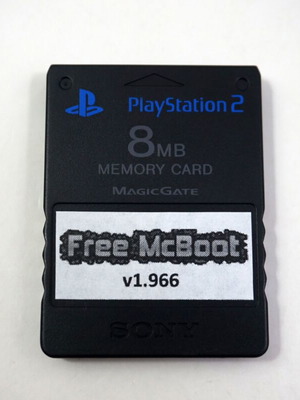 PlayStation 2
8MB
MEMORY CARD
MAGICGATE
Free McBoot
v1.966
SONY